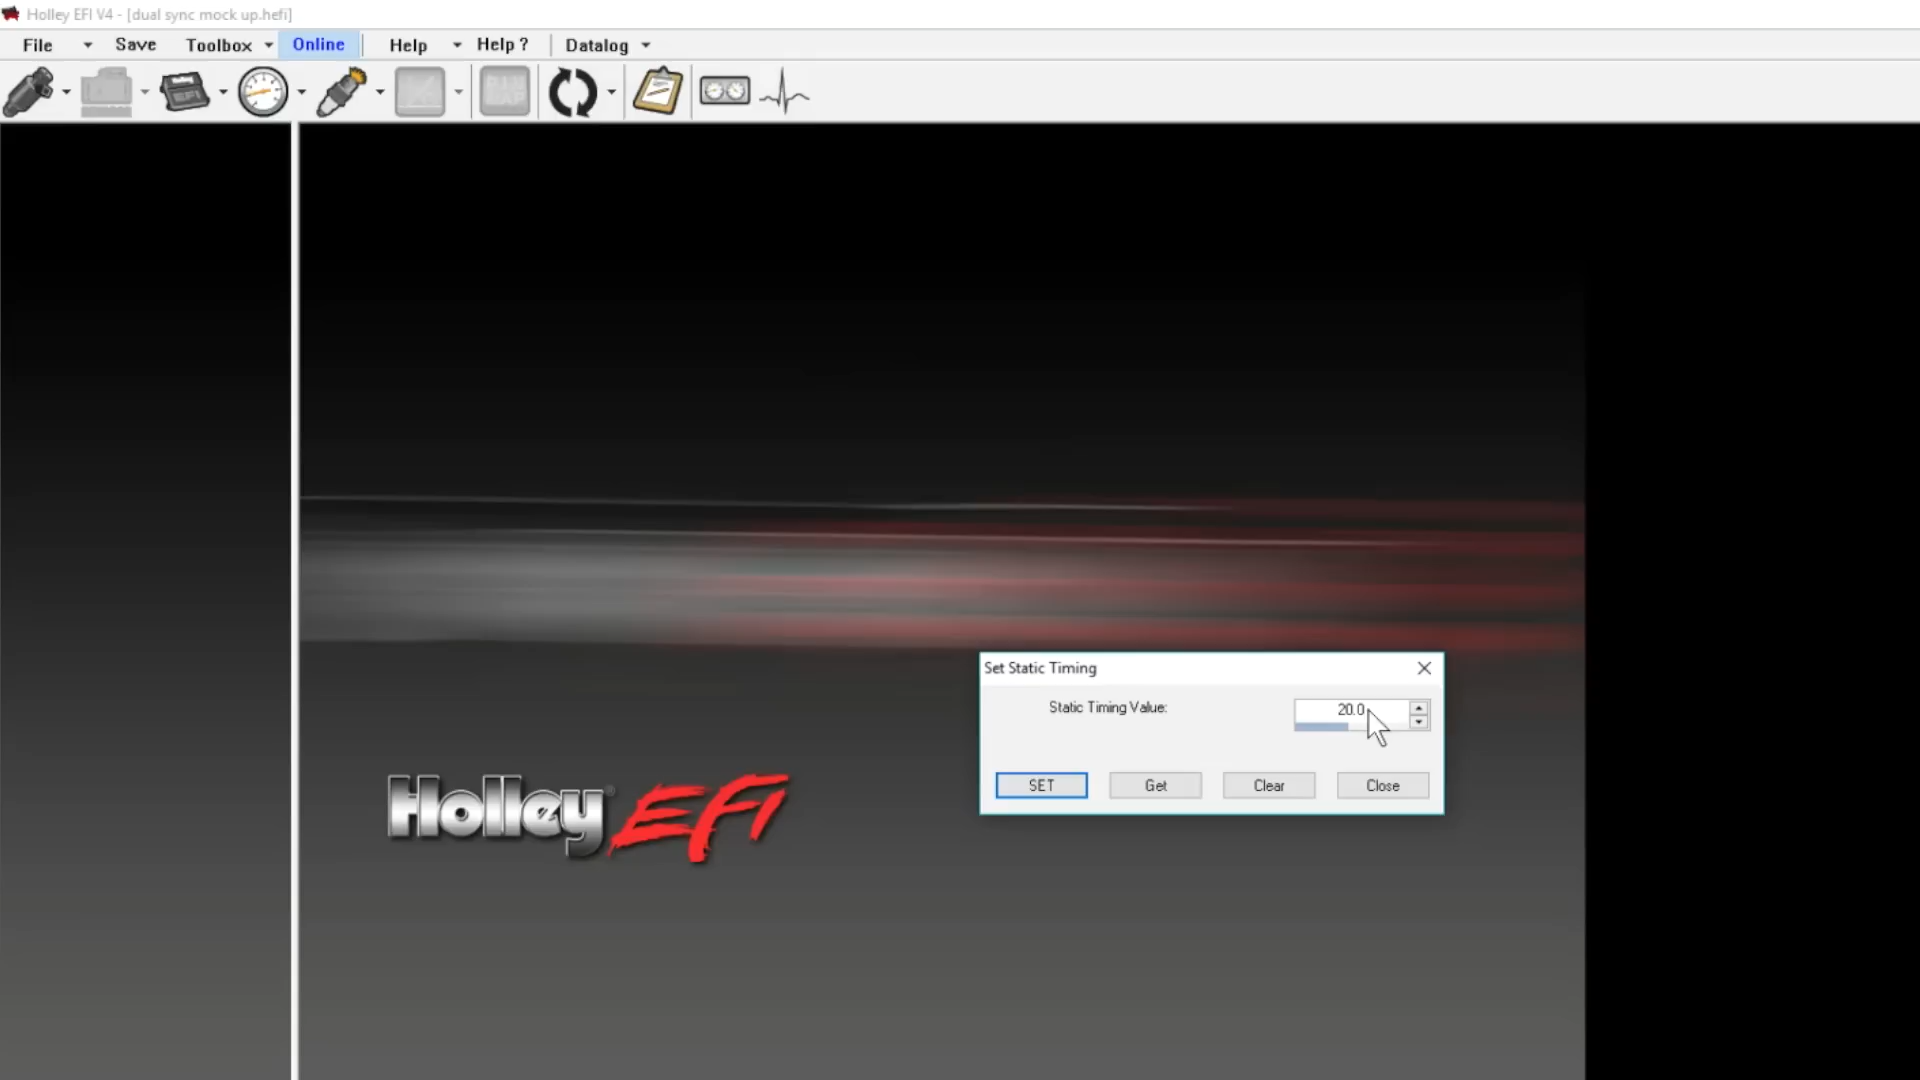 Holley EFI V4 - [dual sync mock up.hefi]
File Save Toolbox Online Help Help ? Datalog
Set Static Timing
Static Timing Value: 20.0
SET Get Clear Close
Holley EFI